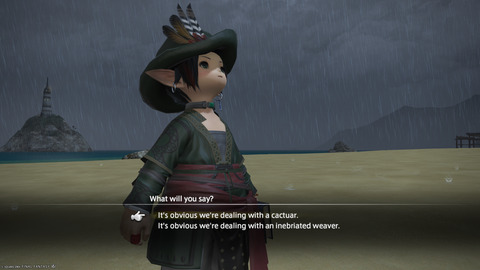 What will you say?
It's obvious we're dealing with a cactuar.
It's obvious we're dealing with an inebriated weaver.